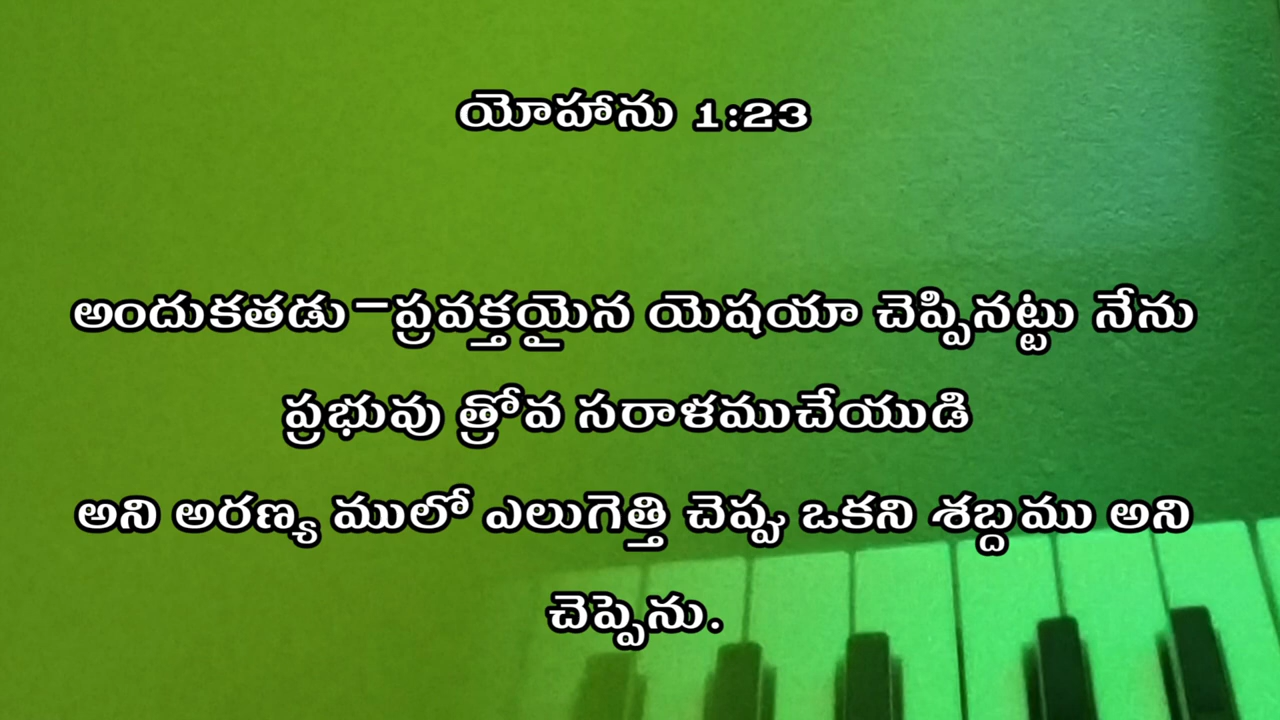 యోహాను 1:23
అందుకతడు-ప్రవక్తయైన యెషయా చెప్పినట్టు నేను
ప్రభువు త్రోవ సరాళముచేయుడి
అని అరణ్య ములో ఎలుగెత్తి చెప్పు ఒకని శబ్దము అని
చెప్పెను.